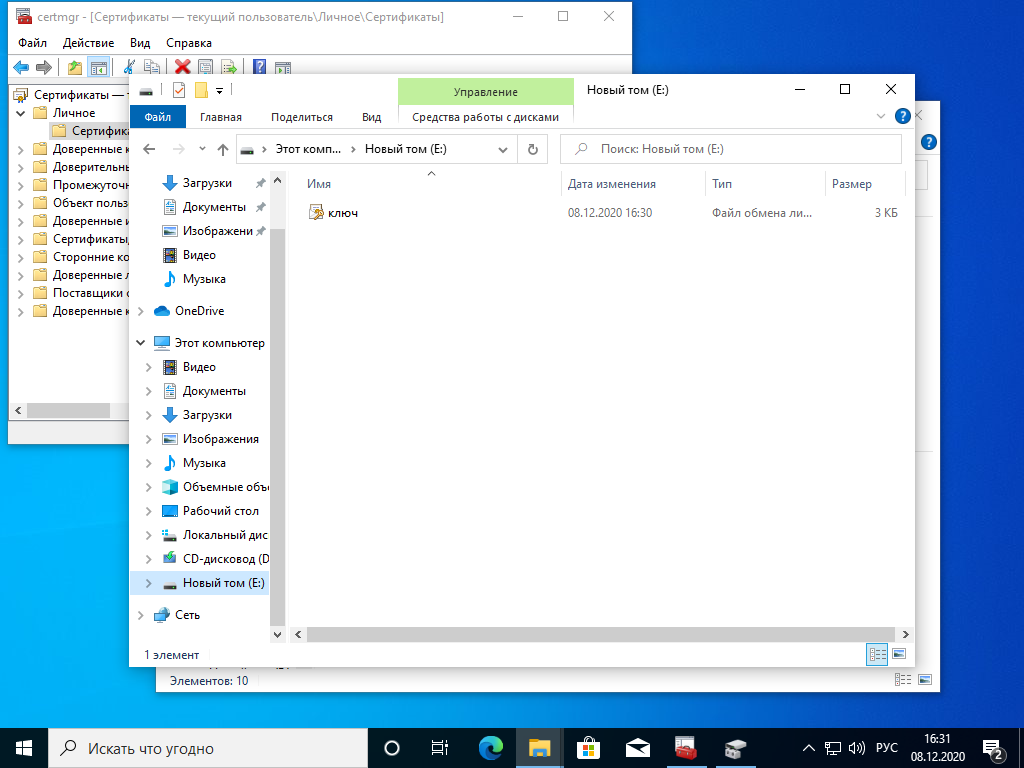 certmgr - [Сертификаты — текущий пользователь\Личное\Сертификаты]
Файл Действие Вид Справка
Сертификаты —
Личное
Сертифика
Доверенные к
Доверительны
Промежуточн
Объект польз
Доверенные и
Сертификаты,
Сторонние ко
Доверенные л
Поставщики с
Доверенные к
Управление
Новый том (E:)
Файл Главная Поделиться Вид Средства работы с дисками
Этот комп... Новый том (E:)
Поиск: Новый том (E:)
Загрузки
Документы
Изображени
Видео
Музыка
OneDrive
Этот компьютер
Видео
Документы
Загрузки
Изображения
Музыка
Объемные объ
Рабочий стол
Локальный дис
CD-дисковод (D
Новый том (E:)
Сеть
Имя Дата изменения Тип Размер
ключ 08.12.2020 16:30 Файл обмена ли... 3 КБ
1 элемент
Элементов: 10
Искать что угодно
РУС
16:31
08.12.2020
2